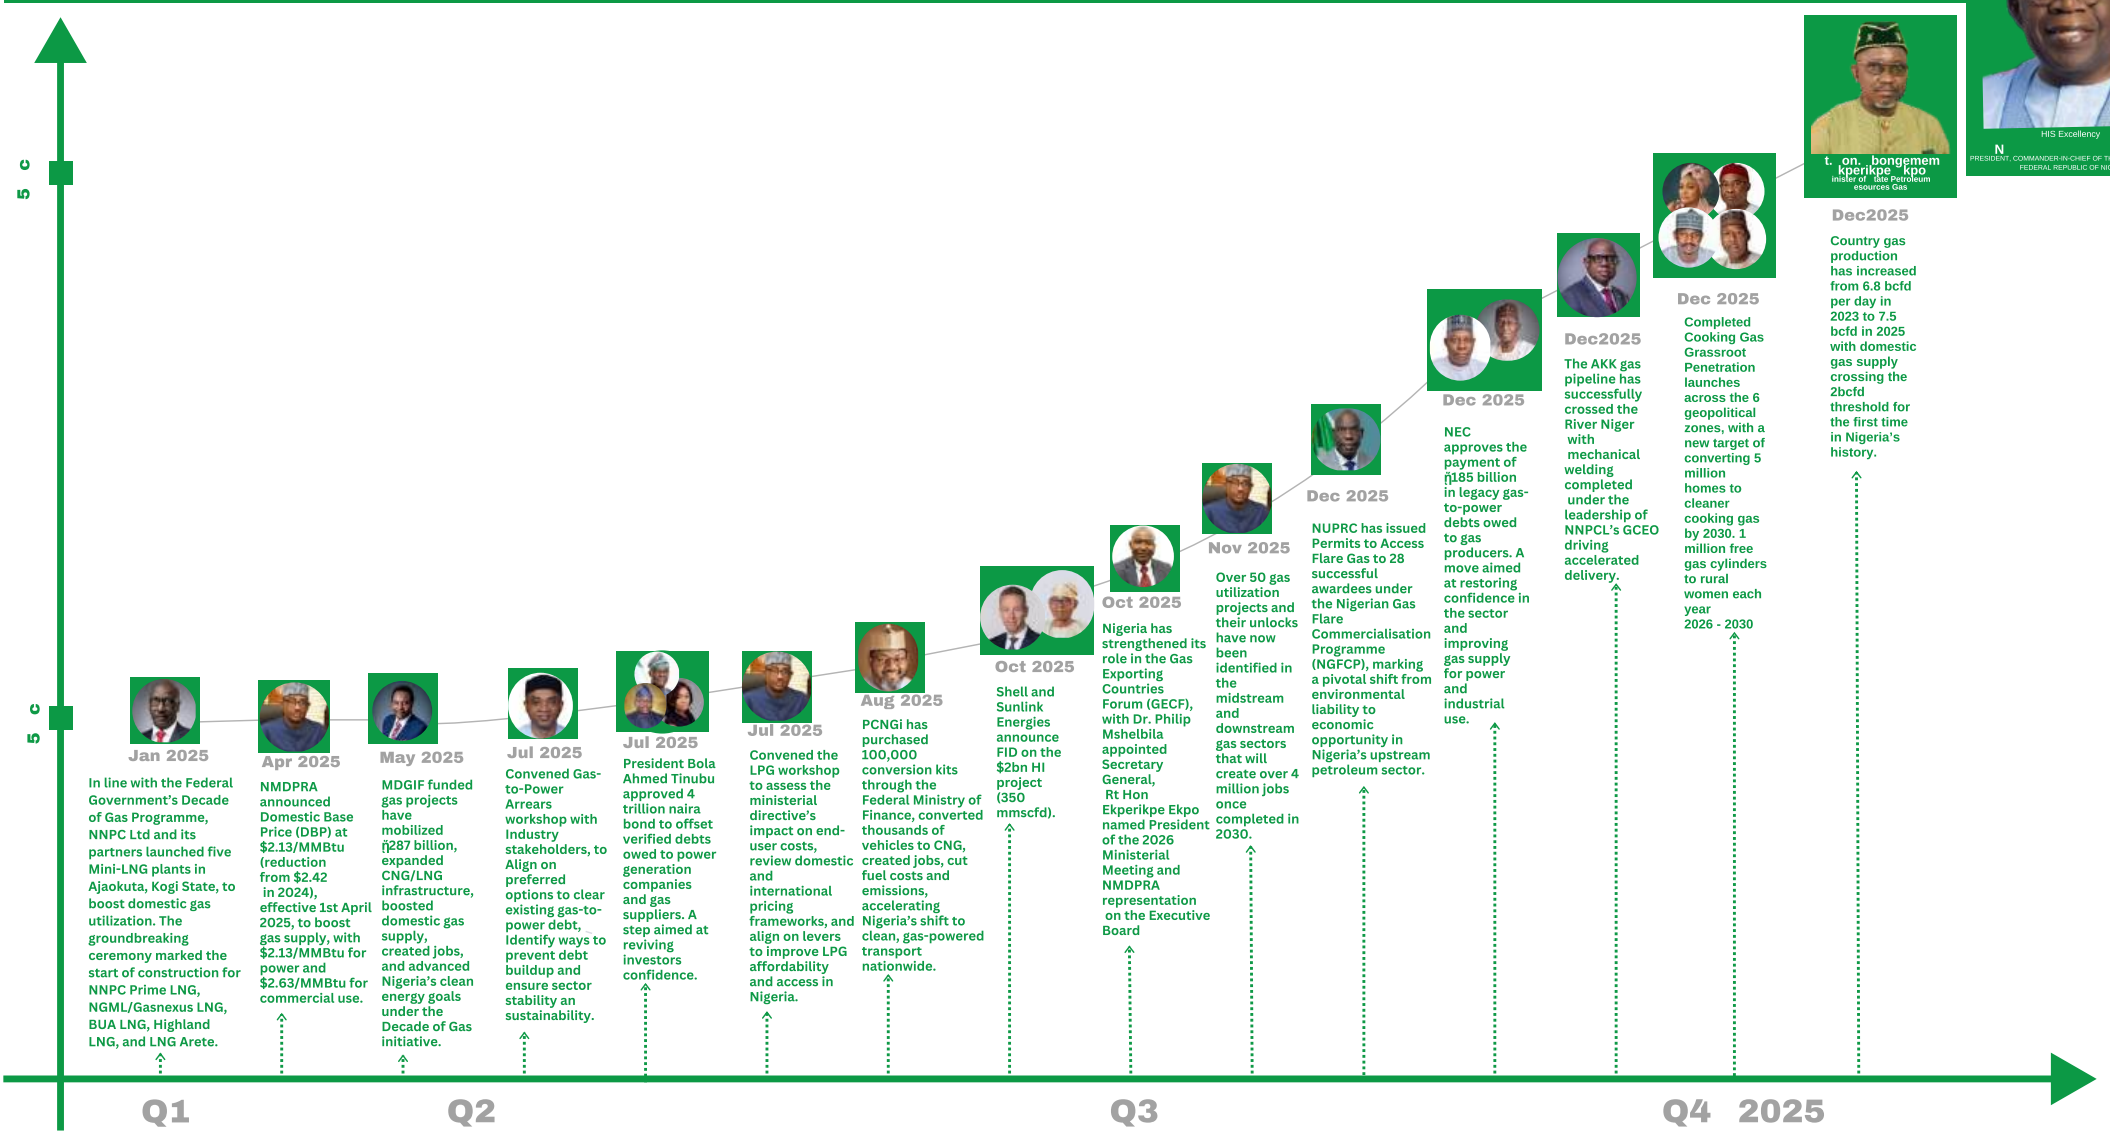 5 c
5 c
HIS Excellency
N
PRESIDENT, COMMANDER-IN-CHIEF OF
FEDERAL REPUBLIC OF
t. on. bongemem
kperikpe kpo
inister of tate Petroleum
esources Gas
Jan 2025
In line with the Federal
Government’s Decade
of Gas Programme,
NNPC Ltd and its
partners launched five
Mini-LNG plants in
Ajaokuta, Kogi State, to
boost domestic gas
utilization. The
groundbreaking
ceremony marked the
start of construction for
NNPC Prime LNG,
NGML/Gasnexus LNG,
BUA LNG, Highland
LNG, and LNG Arete.
Apr 2025
NMDPRA
announced
Domestic Base
Price (DBP) at
$2.13/MMBtu
(reduction
from $2.42
in 2024),
effective 1st April
2025, to boost
gas supply, with
$2.13/MMBtu for
power and
$2.63/MMBtu for
commercial use.
May 2025
MDGIF funded
gas projects
have
mobilized
₦287 billion,
expanded
CNG/LNG
infrastructure,
boosted
domestic gas
supply,
created jobs,
and advanced
Nigeria’s clean
energy goals
under the
Decade of Gas
initiative.
Jul 2025
Convened Gas-
to-Power
Arrears
workshop with
Industry
stakeholders, to
Align on
preferred
options to clear
existing gas-to-
power debt,
Identify ways to
prevent debt
buildup and
ensure sector
stability an
sustainability.
Jul 2025
President Bola
Ahmed Tinubu
approved 4
trillion naira
bond to offset
verified debts
owed to power
generation
companies
and gas
suppliers. A
step aimed at
reviving
investors
confidence.
Jul 2025
Convened the
LPG workshop
to assess the
ministerial
directive’s
impact on end-
user costs,
review domestic
and
international
pricing
frameworks, and
align on levers
to improve LPG
affordability
and access in
Nigeria.
Aug 2025
PCNGi has
purchased
100,000
conversion kits
through the
Federal Ministry of
Finance, converted
thousands of
vehicles to CNG,
created jobs, cut
fuel costs and
emissions,
accelerating
Nigeria’s shift to
clean, gas-powered
transport
nationwide.
Oct 2025
Shell and
Sunlink
Energies
announce
FID on the
$2bn HI
project
(350
mmscfd).
Oct 2025
Nigeria has
strengthened its
role in the Gas
Exporting
Countries
Forum (GECF),
with Dr. Philip
Mshelbila
appointed
Secretary
General,
Rt Hon
Ekperikpe Ekpo
named President
of the 2026
Ministerial
Meeting and
NMDPRA
representation
on the Executive
Board
Nov 2025
Over 50 gas
utilization
projects and
their unlocks
have now
been
identified in
the
midstream
and
downstream
gas sectors
that will
create over 4
million jobs
once
completed in
2030.
Dec 2025
NUPRC has issued
Permits to Access
Flare Gas to 28
successful
awardees under
the Nigerian Gas
Flare
Commercialisation
Programme
(NGFCP), marking
a pivotal shift from
environmental
liability to
economic
opportunity in
Nigeria’s upstream
petroleum sector.
Dec 2025
NEC
approves the
payment of
₦185 billion
in legacy gas-
to-power
debts owed
to gas
producers. A
move aimed
at restoring
confidence in
the sector
and
improving
gas supply
for power
and
industrial
use.
Dec2025
The AKK gas
pipeline has
successfully
crossed the
River Niger
with
mechanical
welding
completed
under the
leadership of
NNPCL’s GCEO
driving
accelerated
delivery.
Dec 2025
Completed
Cooking Gas
Grassroot
Penetration
launches
across the 6
geopolitical
zones, with a
new target of
converting 5
million
homes to
cleaner
cooking gas
by 2030. 1
million free
gas cylinders
to rural
women each
year
2026 - 2030
Dec2025
Country gas
production
has increased
from 6.8 bcfd
per day in
2023 to 7.5
bcfd in 2025
with domestic
gas supply
crossing the
2bcfd
threshold for
the first time
in Nigeria’s
history.
Q1
Q2
Q3
Q4 2025